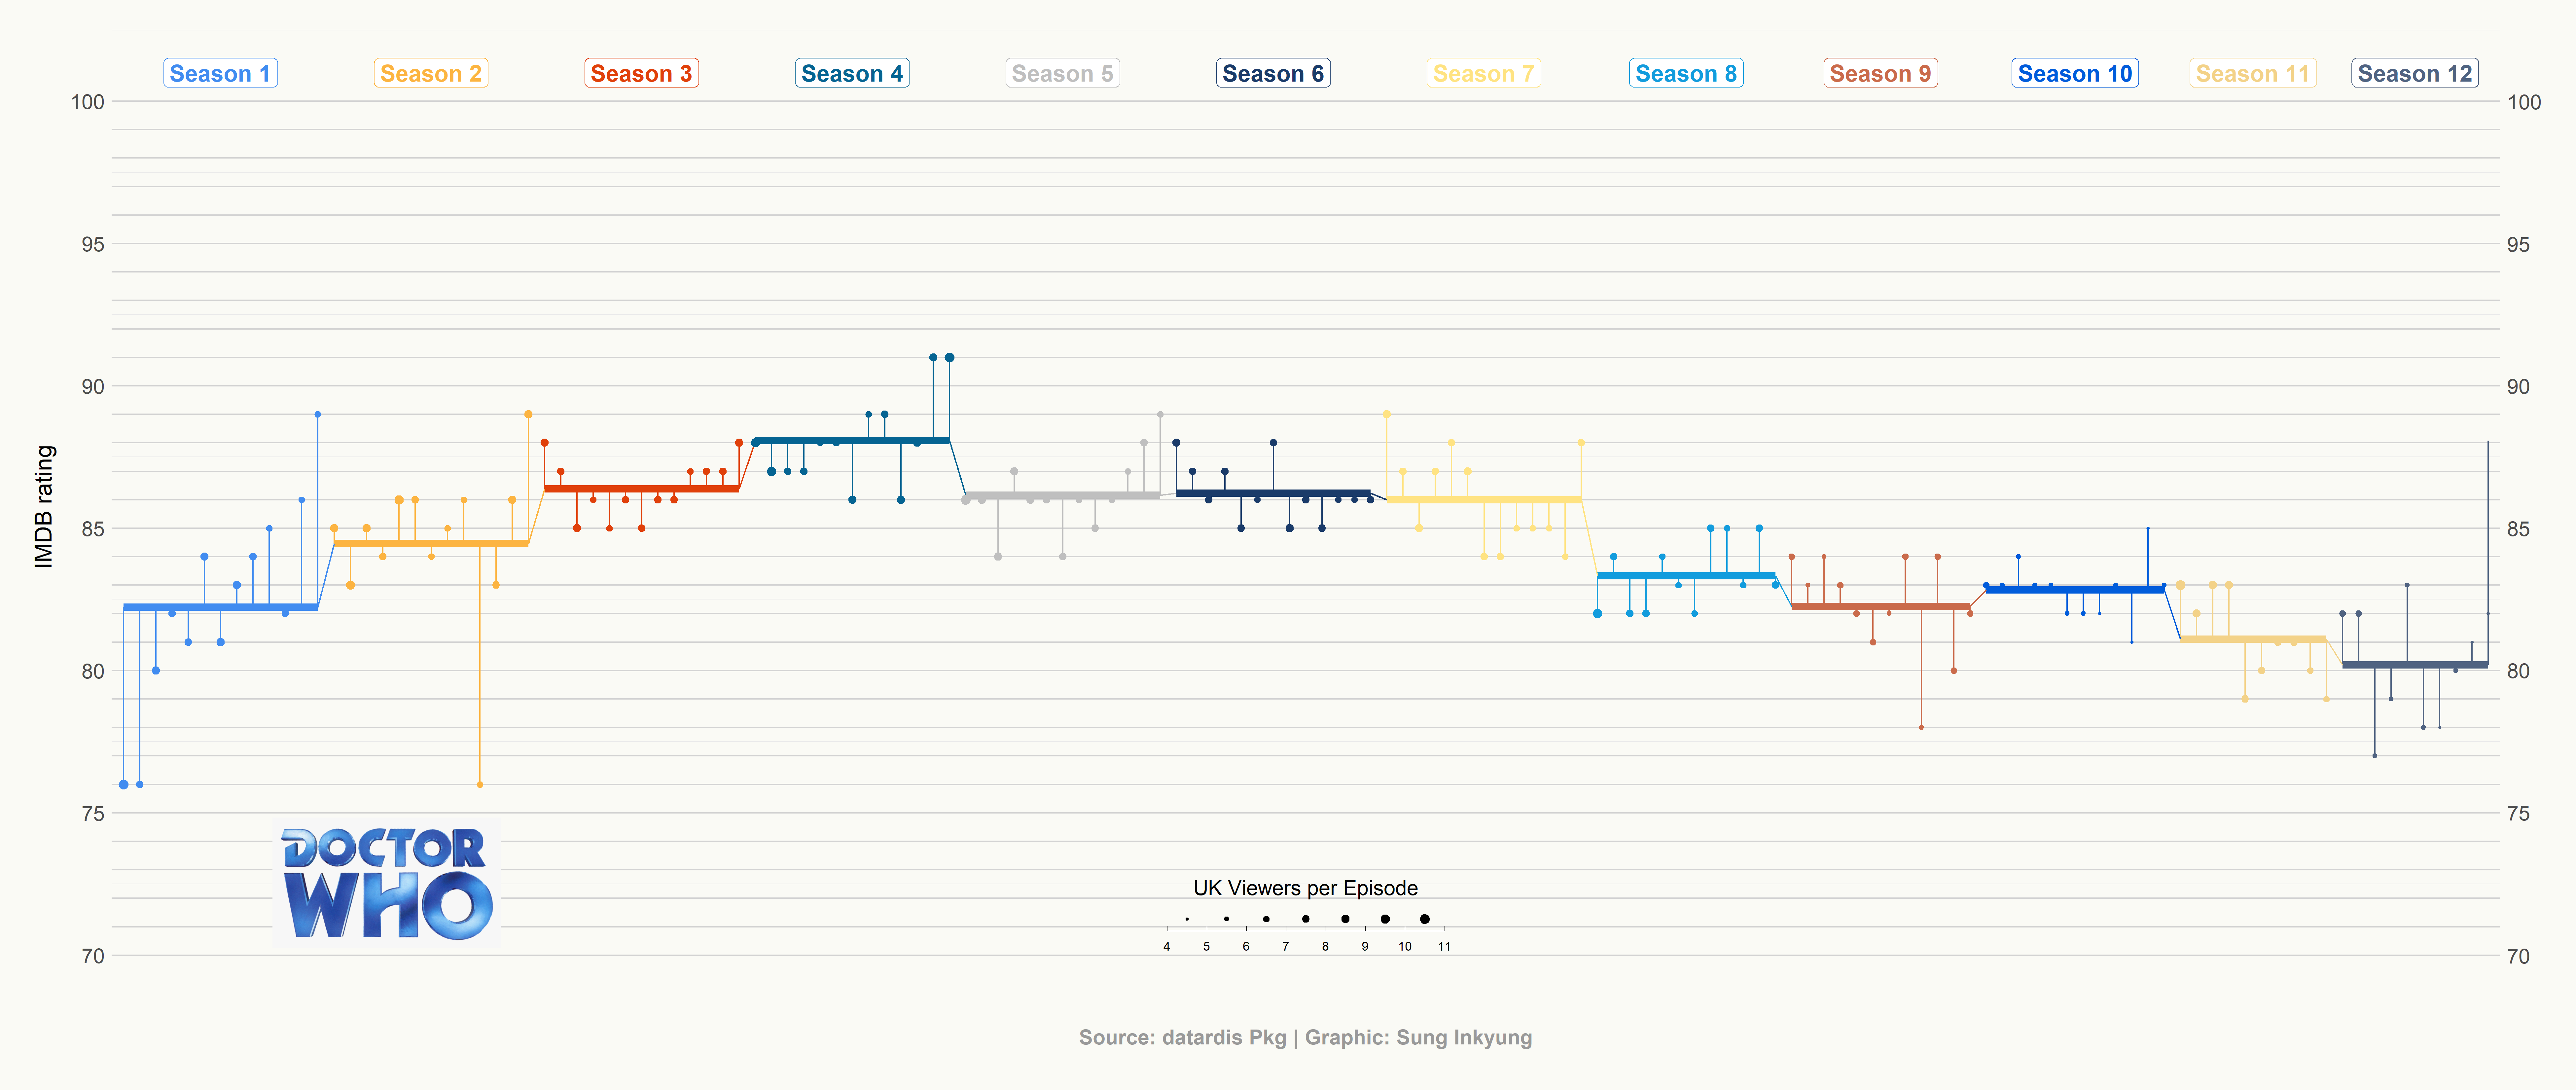 Season 1 Season 2 Season 3 Season 4 Season 5 Season 6 Season 7 Season 8 Season 9 Season 10 Season 11 Season 12
100 100
95 95
90 90
85 85
80 80
75 75
70 70
IMDB rating
DOCTOR
WHO
UK Viewers per Episode
4 5 6 7 8 9 10 11
Source: datardis Pkg | Graphic: Sung Inkyung